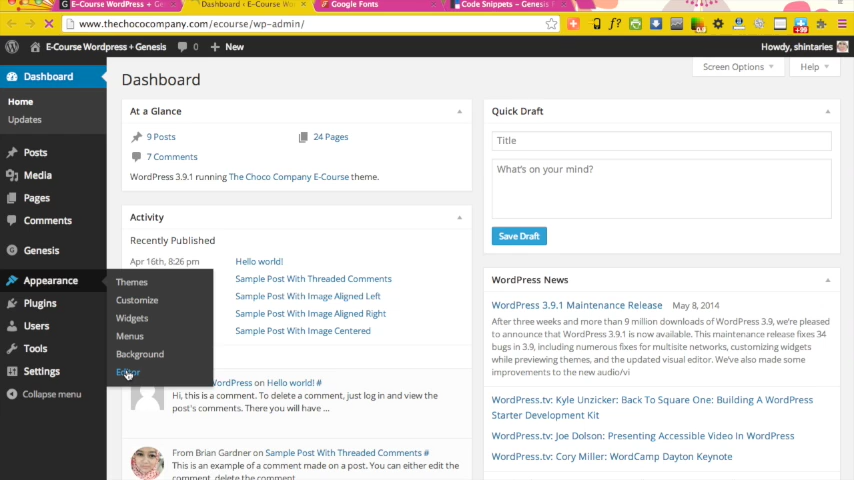 E-Course WordPress + G
Dashboard ‹ E-Course Wo
Google Fonts
Code Snippets - Genesis
www.thechococompany.com/ecourse/wp-admin/
E-Course Wordpress + Genesis
0
+ New
Howdy, shintaries
Dashboard
Home
Updates
Posts
Media
Pages
Comments
Genesis
Appearance
Plugins
Users
Tools
Settings
Collapse menu
Themes
Customize
Widgets
Menus
Background
Editor
Dashboard
Screen Options
Help
At a Glance
9 Posts
24 Pages
7 Comments
WordPress 3.9.1 running The Choco Company E-Course theme.
Activity
Recently Published
Apr 16th, 8:26 pm
Hello world!
Sample Post With Threaded Comments
Sample Post With Image Aligned Left
Sample Post With Image Aligned Right
Sample Post With Image Centered
WordPress on Hello world! #
Hi, this is a comment. To delete a comment, just log in and view the
post's comments. There you will have ...
From Brian Gardner on Sample Post With Threaded Comments #
This is an example of a comment made on a post. You can either edit the
comment, delete the comment
Quick Draft
Title
What's on your mind?
Save Draft
WordPress News
WordPress 3.9.1 Maintenance Release May 8, 2014
After three weeks and more than 9 million downloads of WordPress 3.9, we're
pleased to announce that WordPress 3.9.1 is now available. This maintenance release fixes 34
bugs in 3.9, including numerous fixes for multisite networks, customizing widgets
while previewing themes, and the updated visual editor. We've also made some
improvements to the new audio/vi
WordPress.tv: Kyle Unzicker: Back To Square One: Building A WordPress
Starter Development Kit
WordPress.tv: Joe Dolson: Presenting Accessible Video In WordPress
WordPress.tv: Cory Miller: WordCamp Dayton Keynote